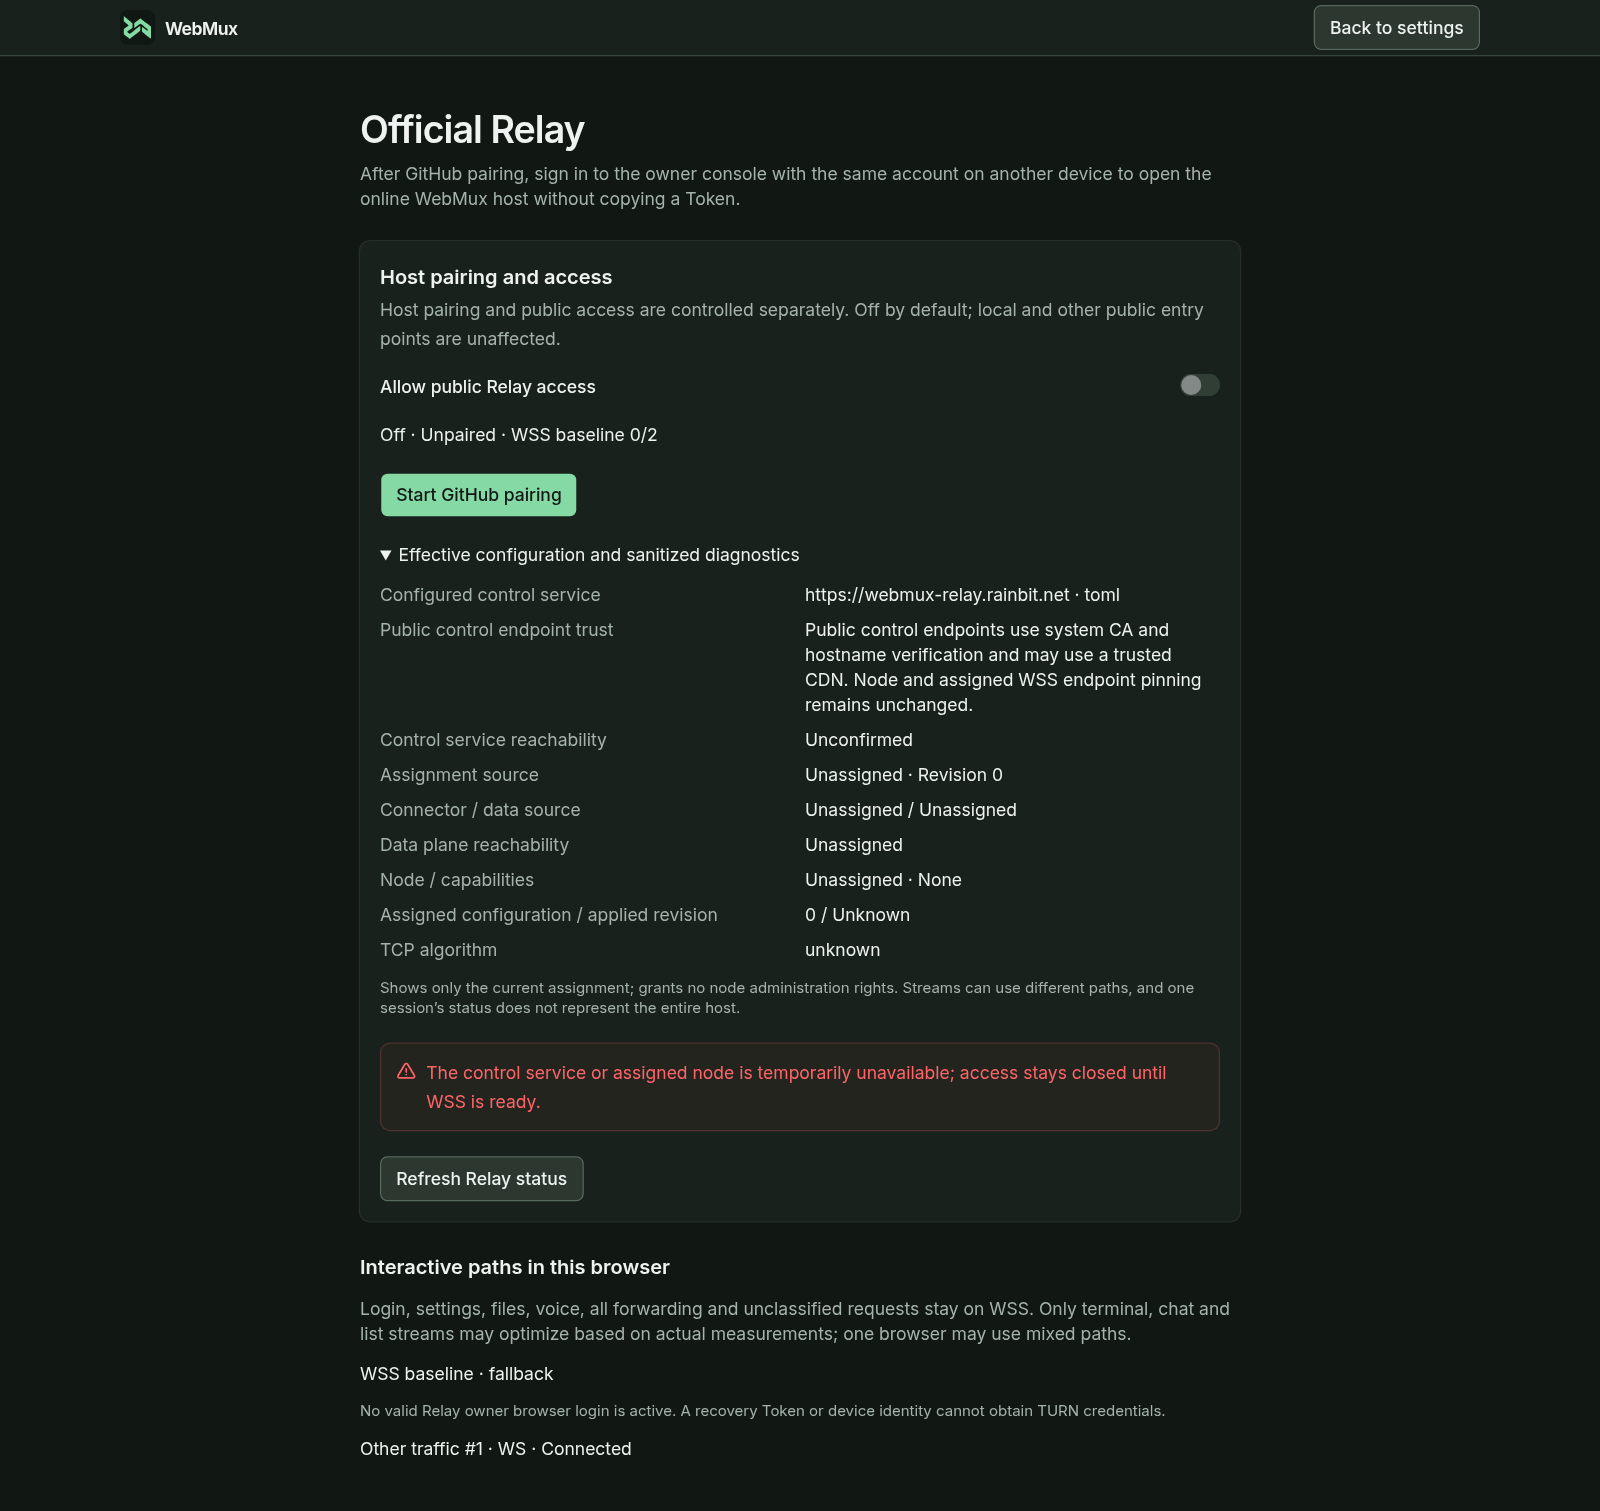 WebMux
Back to settings
Official Relay
After GitHub pairing, sign in to the owner console with the same account on another device to open the
online WebMux host without copying a Token.
Host pairing and access
Host pairing and public access are controlled separately. Off by default; local and other public entry
points are unaffected.
Allow public Relay access
Off · Unpaired · WSS baseline 0/2
Start GitHub pairing
▼ Effective configuration and sanitized diagnostics
Configured control service
https://webmux-relay.rainbit.net · toml
Public control endpoint trust
Public control endpoints use system CA and
hostname verification and may use a trusted
CDN. Node and assigned WSS endpoint pinning
remains unchanged.
Control service reachability
Unconfirmed
Assignment source
Unassigned · Revision 0
Connector / data source
Unassigned / Unassigned
Data plane reachability
Unassigned
Node / capabilities
Unassigned · None
Assigned configuration / applied revision
0 / Unknown
TCP algorithm
unknown
Shows only the current assignment; grants no node administration rights. Streams can use different paths, and one
session’s status does not represent the entire host.
The control service or assigned node is temporarily unavailable; access stays closed until
WSS is ready.
Refresh Relay status
Interactive paths in this browser
Login, settings, files, voice, all forwarding and unclassified requests stay on WSS. Only terminal, chat and
list streams may optimize based on actual measurements; one browser may use mixed paths.
WSS baseline · fallback
No valid Relay owner browser login is active. A recovery Token or device identity cannot obtain TURN credentials.
Other traffic #1 · WS · Connected